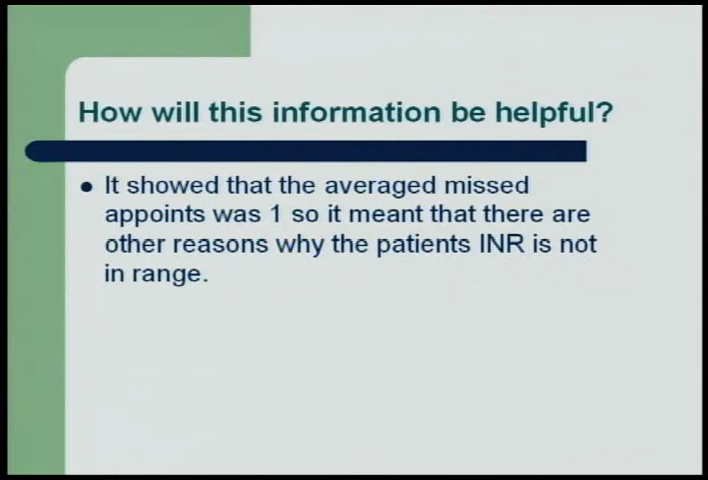 How will this information be helpful?
• It showed that the averaged missed
appoints was 1 so it meant that there are
other reasons why the patients INR is not
in range.